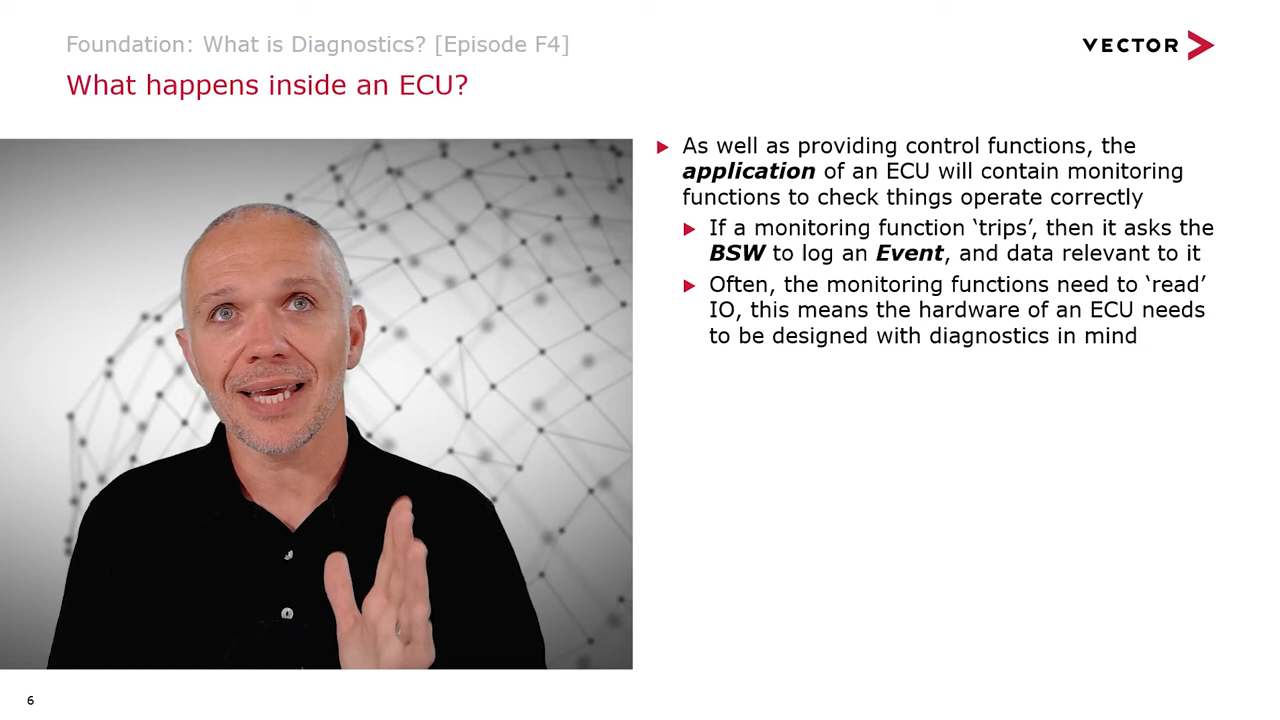 Foundation: What is Diagnostics? [Episode F4]
VECTOR
What happens inside an ECU?
As well as providing control functions, the
application of an ECU will contain monitoring
functions to check things operate correctly
If a monitoring function ‘trips’, then it asks the
BSW to log an Event, and data relevant to it
Often, the monitoring functions need to ‘read’
IO, this means the hardware of an ECU needs
to be designed with diagnostics in mind
6